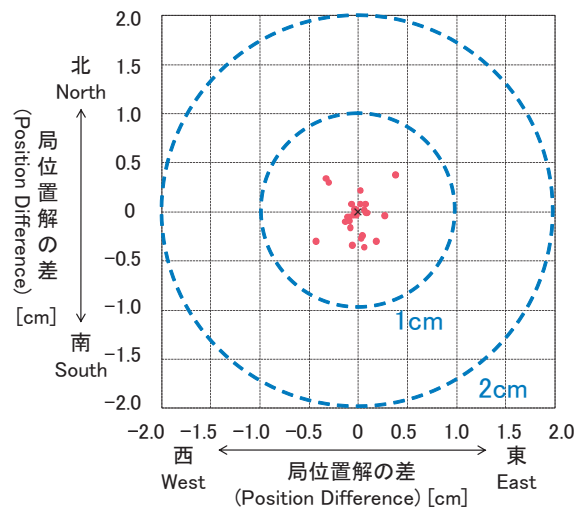 2.0
1.5
1.0
0.5
0
−0.5
−1.0
−1.5
−2.0
北
North
局位置解の差
(Position Difference)
[cm]
南
South
1cm
2cm
−2.0 −1.5 −1.0 −0.5 0 0.5 1.0 1.5 2.0
西
West
局位置解の差
(Position Difference) [cm]
東
East